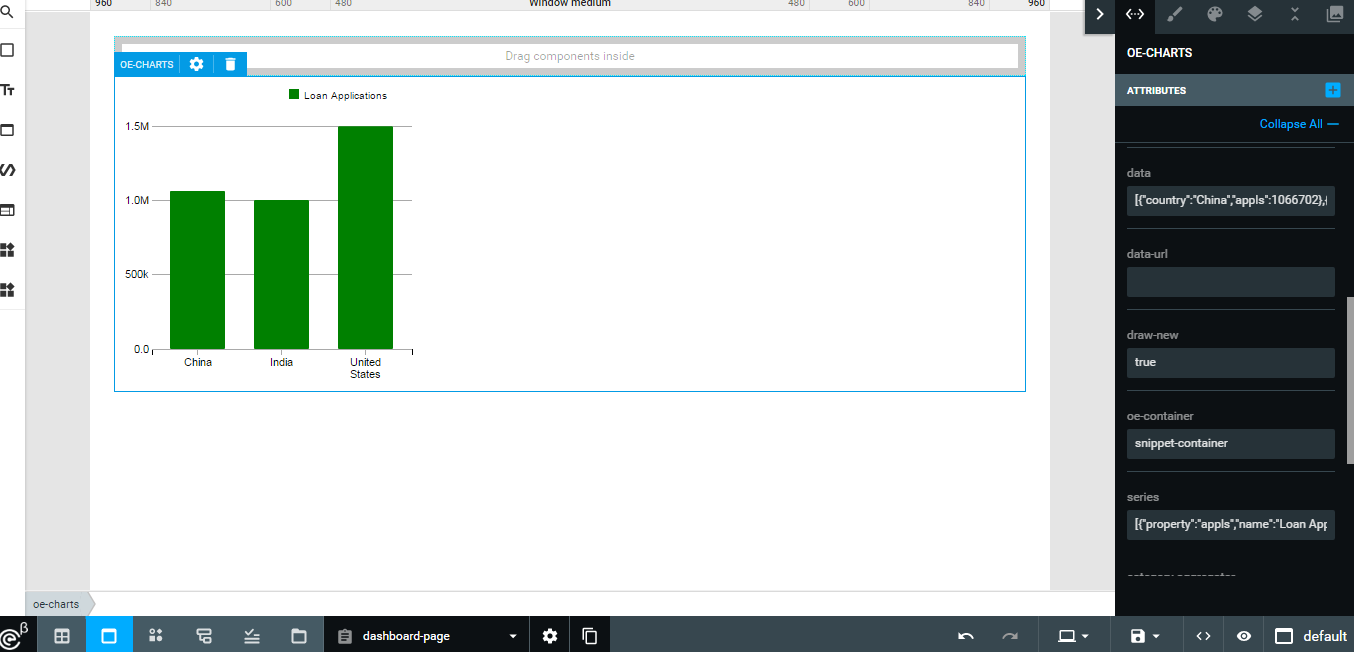 960 840 600 480 Window medium 480 600 840 960
Drag components inside
OE-CHARTS
Loan Applications
1.5M
1.0M
500k
0.0
China India United
States
OE-CHARTS
ATTRIBUTES
Collapse All
data
[{"country":"China","appls":1066702},{
data-url
draw-new
true
oe-container
snippet-container
series
[{"property":"appls","name":"Loan App
oe-charts
β
dashboard-page
default